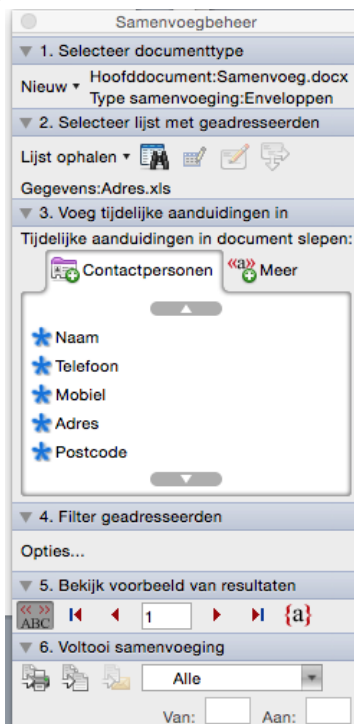 Samenvoegbeheer
1. Selecteer documenttype
Nieuw
Hoofddocument:Samenvoeg.docx
Type samenvoeging:Enveloppen
2. Selecteer lijst met geadresseerden
Lijst ophalen
Gegevens:Adres.xls
3. Voeg tijdelijke aanduidingen in
Tijdelijke aanduidingen in document slepen:
Contactpersonen «a» Meer
Naam
Telefoon
Mobiel
Adres
Postcode
4. Filter geadresseerden
Opties...
5. Bekijk voorbeeld van resultaten
« »
ABC 1 {a}
6. Voltooi samenvoeging
Alle
Van: Aan: